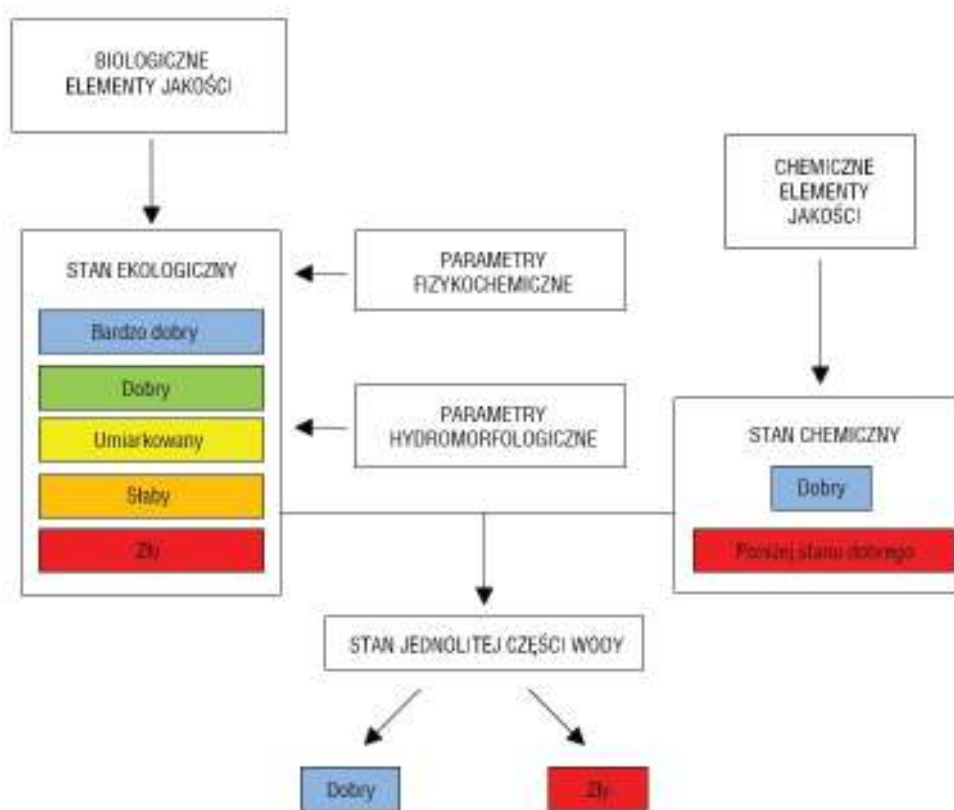 BIOLOGICZNE
ELEMENTY JAKOŚCI
CHEMICZNE
ELEMENTY
JAKOŚCI
STAN EKOLOGICZNY
Bardzo dobry
Dobry
Umiarkowany
Słaby
Zły
PARAMETRY
FIZYKOCHEMICZNE
PARAMETRY
HYDROMORFOLOGICZNE
STAN CHEMICZNY
Dobry
Poniżej stanu dobrego
STAN JEDNOLITEJ CZĘŚCI WODY
Dobry
Zły